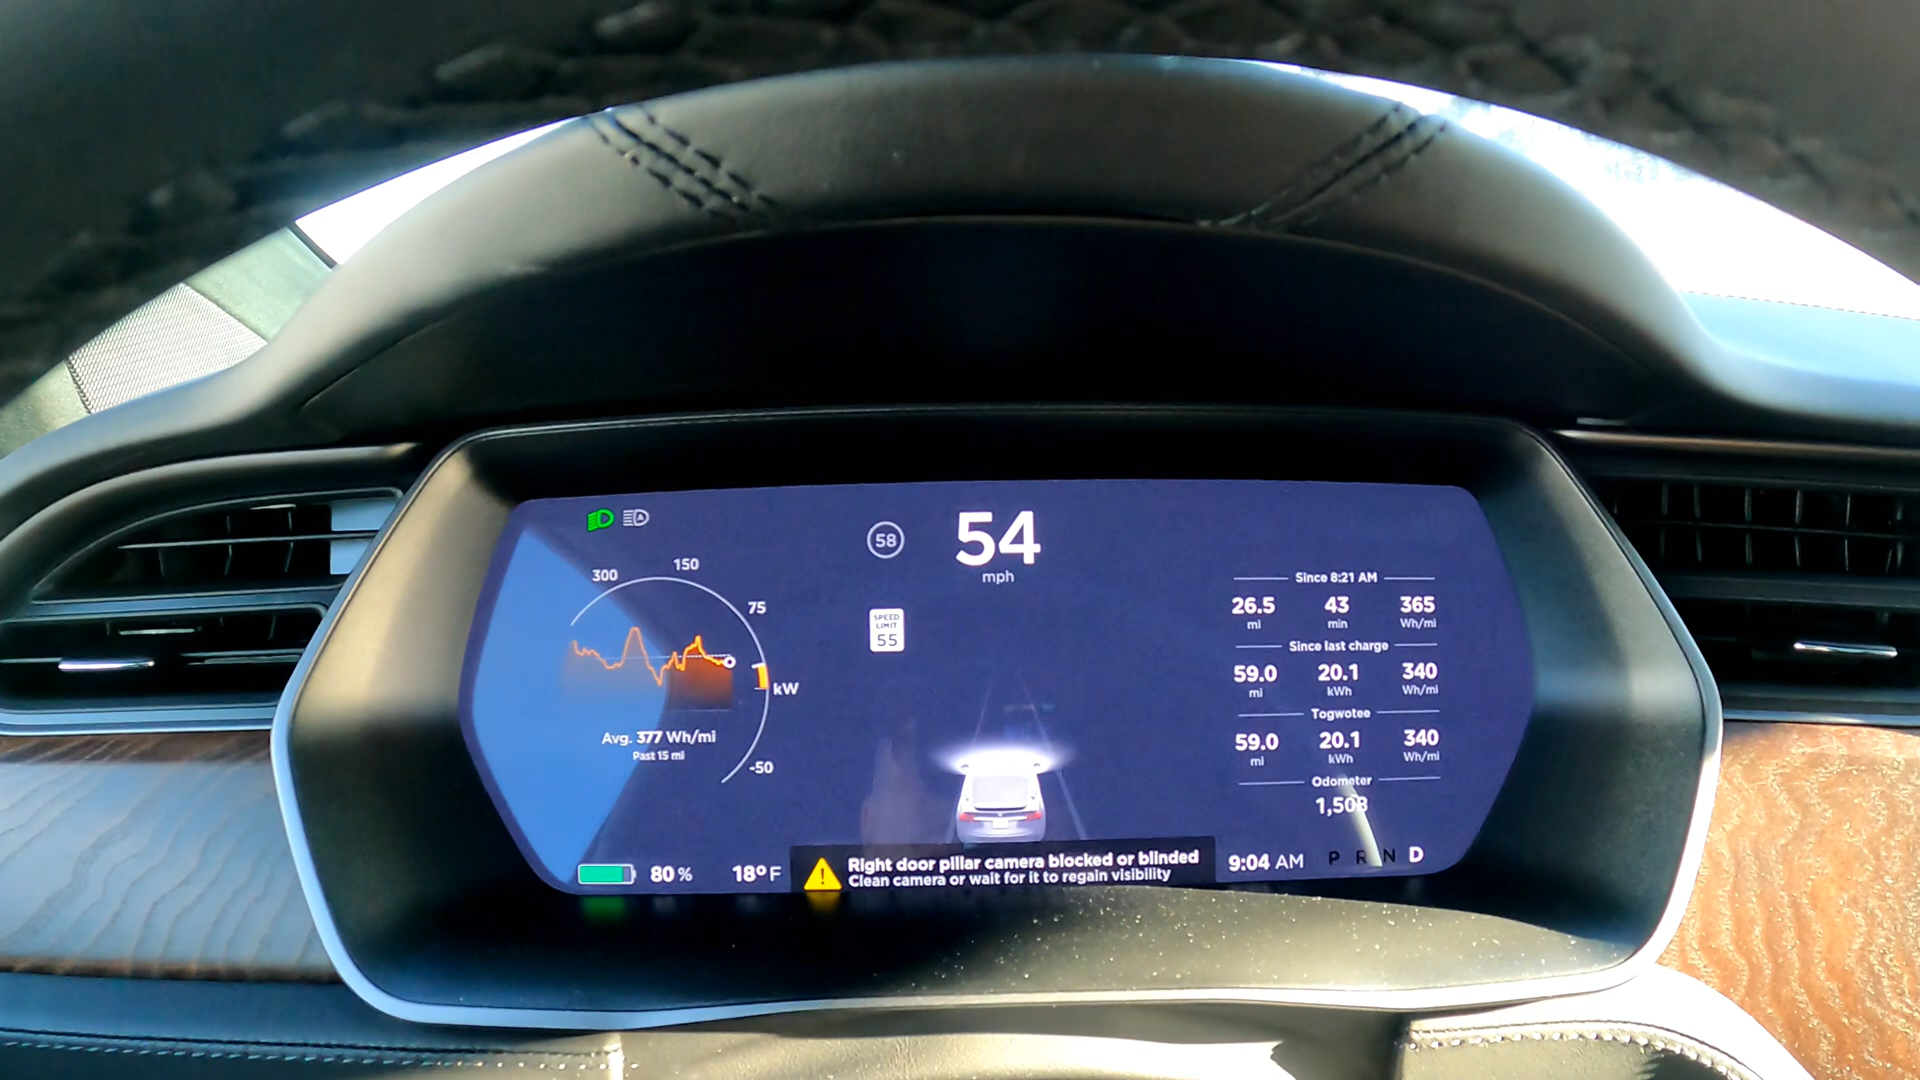 58
54
mph
SPEED
LIMIT
55
300
150
75
kW
-50
Avg. 377 Wh/mi
Past 15 mi
Since 8:21 AM
26.5 43 365
mi min Wh/mi
Since last charge
59.0 20.1 340
mi kWh Wh/mi
Togwotee
59.0 20.1 340
mi kWh Wh/mi
Odometer
1,508
80 %
18°F
Right door pillar camera blocked or blinded
Clean camera or wait for it to regain visibility
9:04 AM
P R N D